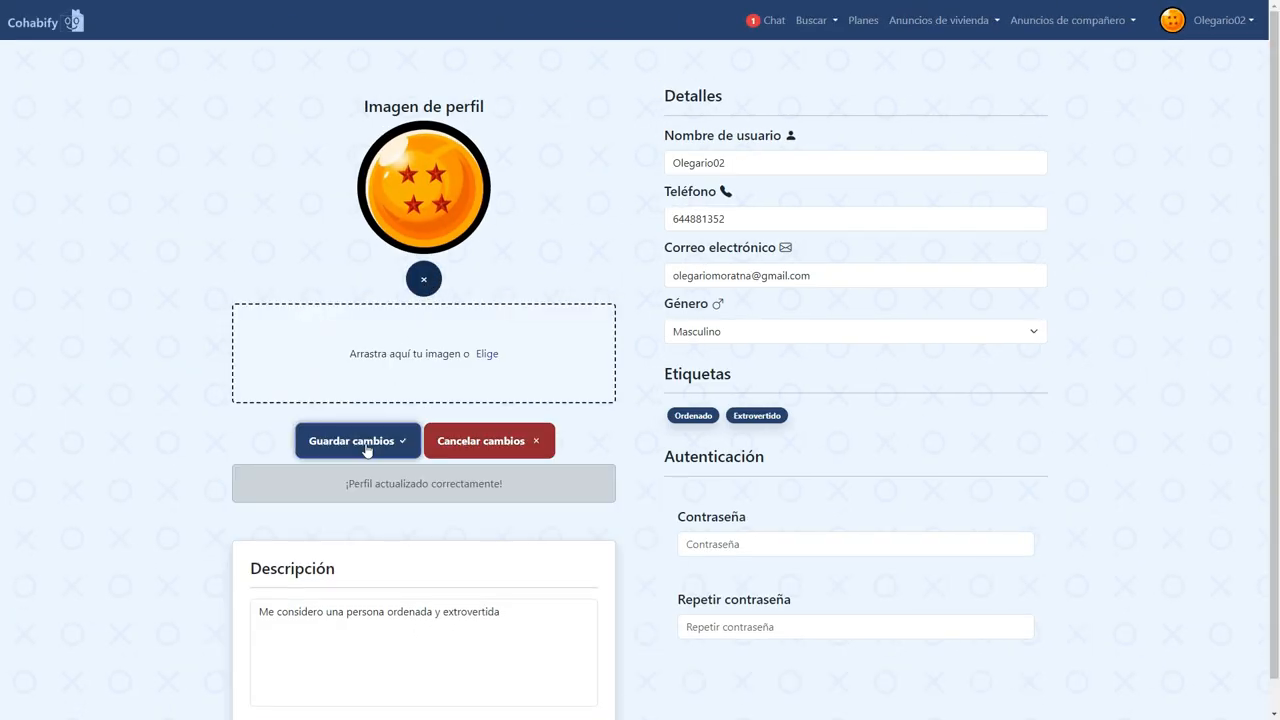 Cohabify
1 Chat Buscar Planes Anuncios de vivienda Anuncios de compañero Olegario02
Imagen de perfil
×
Arrastra aquí tu imagen o Elige
Guardar cambios ✓ Cancelar cambios ×
¡Perfil actualizado correctamente!
Descripción
Me considero una persona ordenada y extrovertida
Detalles
Nombre de usuario
Olegario02
Teléfono
644881352
Correo electrónico
olegariomoratna@gmail.com
Género
Masculino
Etiquetas
Ordenado Extrovertido
Autenticación
Contraseña
Contraseña
Repetir contraseña
Repetir contraseña